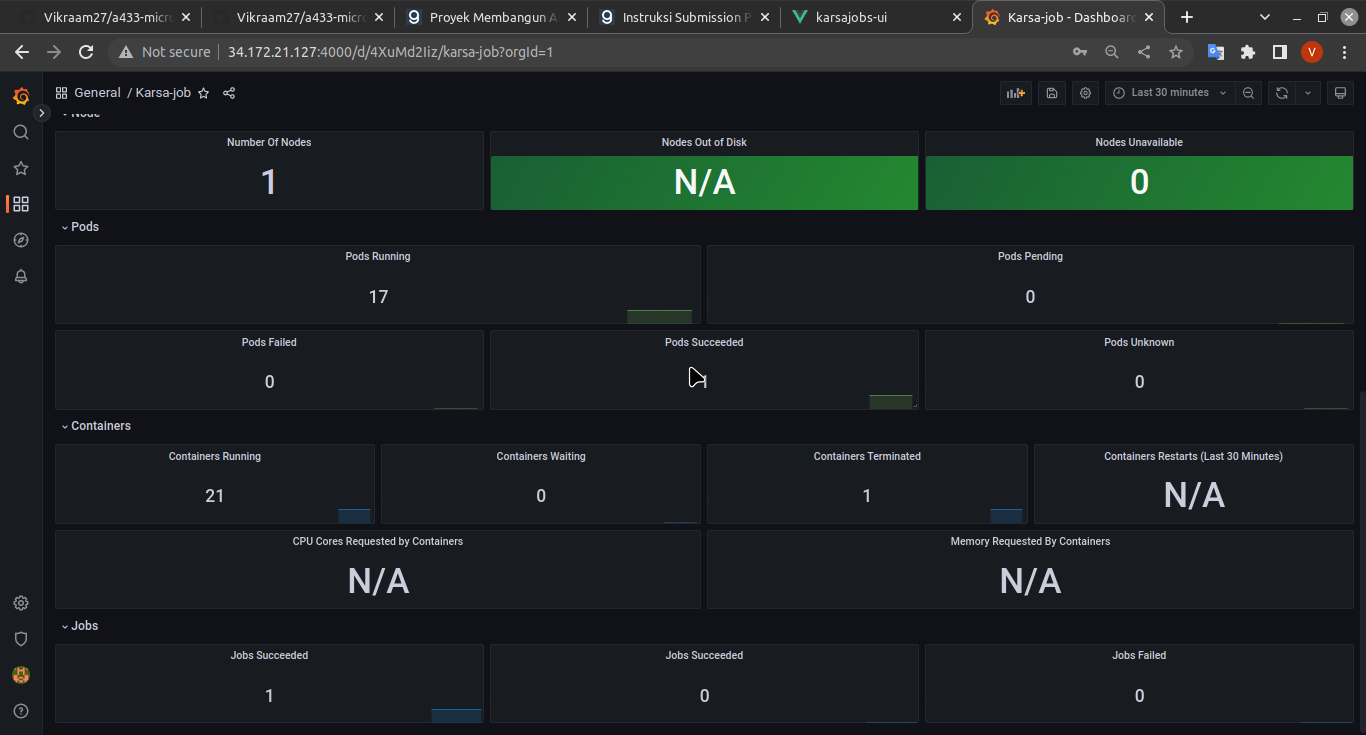 Vikraam27/a433-micr
Vikraam27/a433-micr
Proyek Membangun A
Instruksi Submission P
karsajobs-ui
Karsa-job - Dashboar
Not secure
34.172.21.127:4000/d/4XuMd2Iiz/karsa-job?orgId=1
V
General / Karsa-job
Last 30 minutes
Node
Number Of Nodes
Nodes Out of Disk
Nodes Unavailable
1
N/A
0
Pods
Pods Running
Pods Pending
17
0
Pods Failed
Pods Succeeded
Pods Unknown
0
1
0
Containers
Containers Running
Containers Waiting
Containers Terminated
Containers Restarts (Last 30 Minutes)
21
0
1
N/A
CPU Cores Requested by Containers
Memory Requested By Containers
N/A
N/A
Jobs
Jobs Succeeded
Jobs Succeeded
Jobs Failed
1
0
0